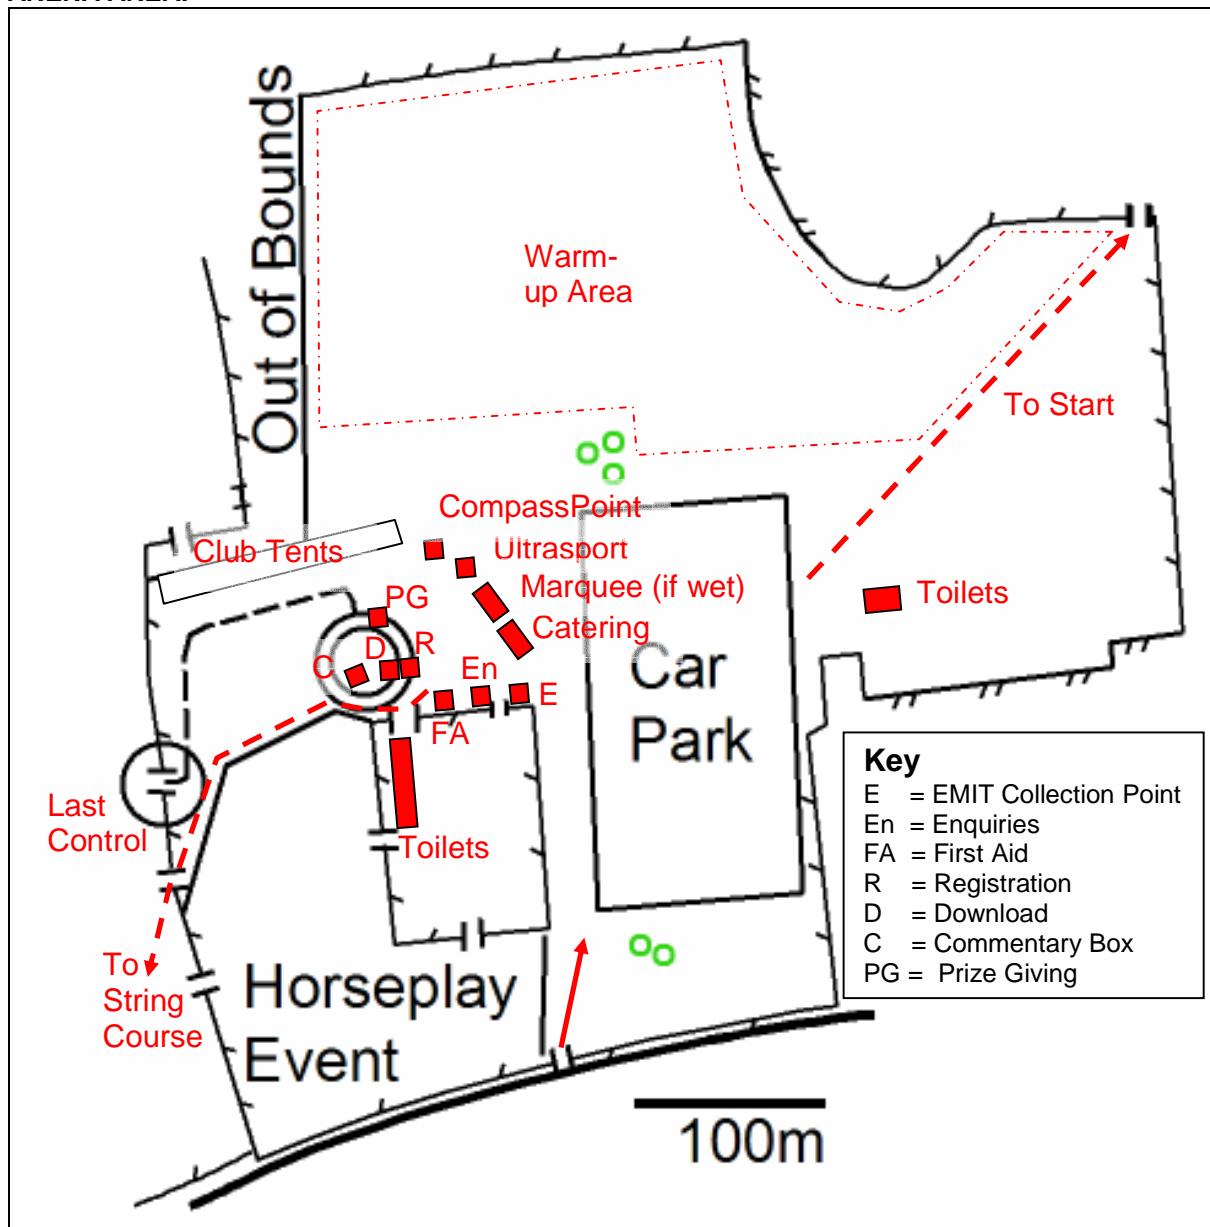 Out of Bounds
Warm-
up Area
To Start
CompassPoint
Ultrasport
Club Tents
Marquee (if wet)
PG
Toilets
Catering
D
R
C
En
E
FA
Car
Park
Last
Control
Toilets
Key
E = EMIT Collection Point
En = Enquiries
FA = First Aid
R = Registration
D = Download
C = Commentary Box
PG = Prize Giving
To
String
Course
Horseplay
Event
100m